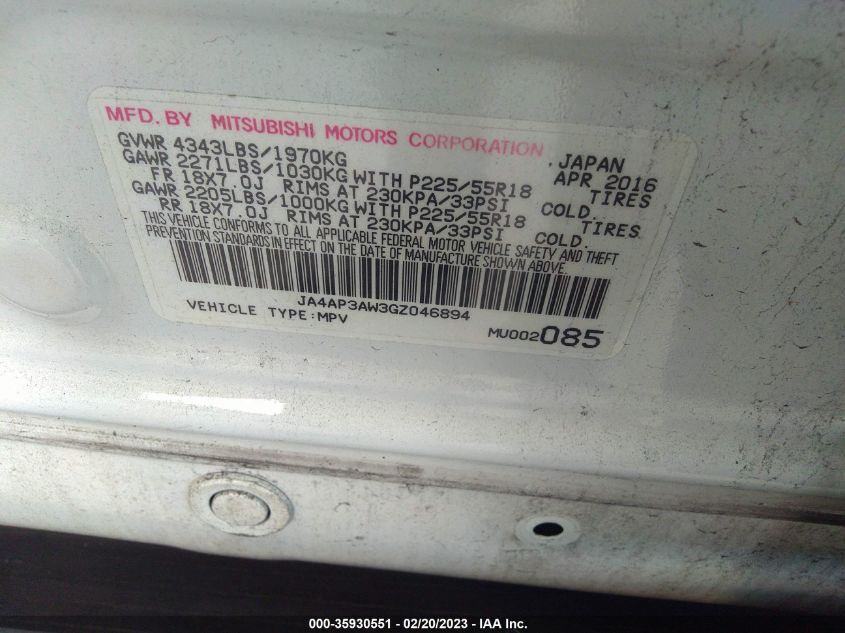 MFD. BY MITSUBISHI MOTORS CORPORATION, JAPAN
GVWR 4343LBS/1970KG APR 2016
GAWR 2271LBS/1030KG WITH P225/55R18 TIRES
FR 18X7.0J RIMS AT 230KPA/33PSI COLD.
GAWR 2205LBS/1000KG WITH P225/55R18 TIRES
RR 18X7.0J RIMS AT 230KPA/33PSI COLD.
THIS VEHICLE CONFORMS TO ALL APPLICABLE FEDERAL MOTOR VEHICLE SAFETY AND THEFT
PREVENTION STANDARDS IN EFFECT ON THE DATE OF MANUFACTURE SHOWN ABOVE.
JA4AP3AW3GZ046894
VEHICLE TYPE:MPV MU002085
000-35930551 — 02/20/2023 — IAA Inc.